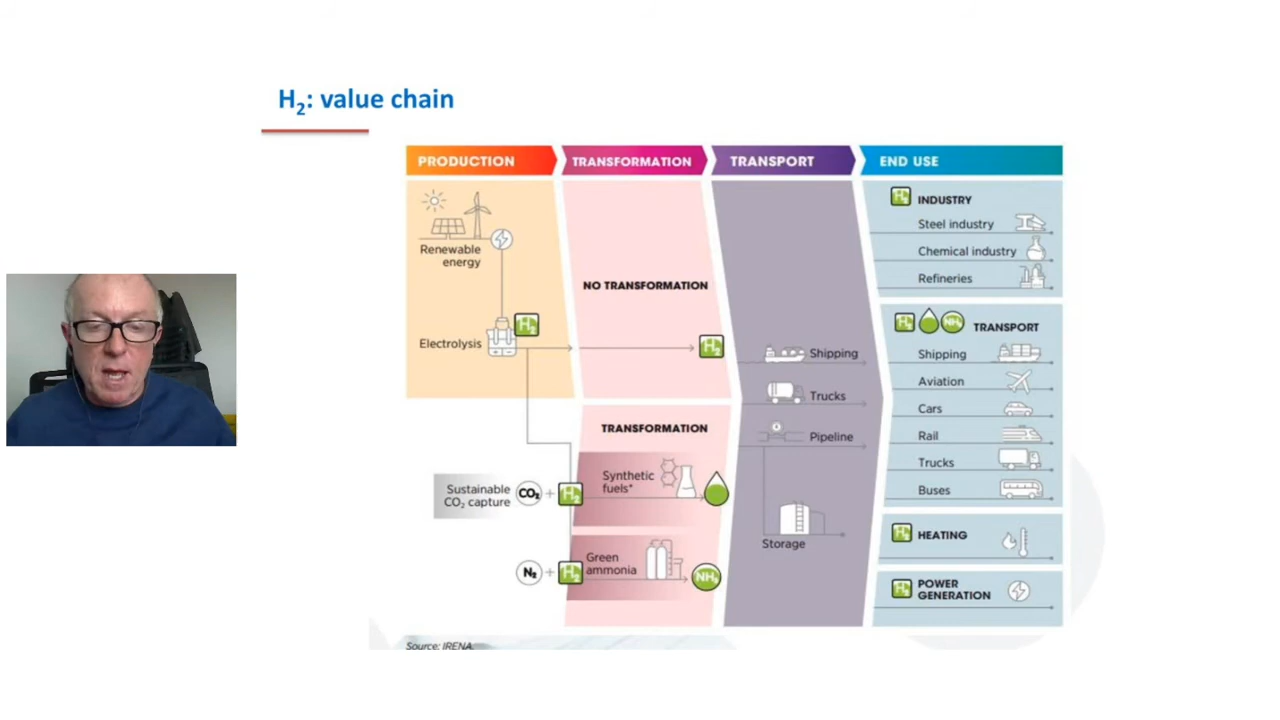 H₂: value chain
PRODUCTION
TRANSFORMATION
TRANSPORT
END USE
Renewable
energy
Electrolysis
H₂
Sustainable
CO₂ capture
CO₂ + H₂
N₂ + H₂
NO TRANSFORMATION
H₂
TRANSFORMATION
Synthetic
fuels*
Green
ammonia
NH₃
Shipping
Trucks
Pipeline
Storage
H₂ INDUSTRY
Steel industry
Chemical industry
Refineries
H₂ NH₃ TRANSPORT
Shipping
Aviation
Cars
Rail
Trucks
Buses
H₂ HEATING
H₂ POWER
GENERATION
Source: IRENA.